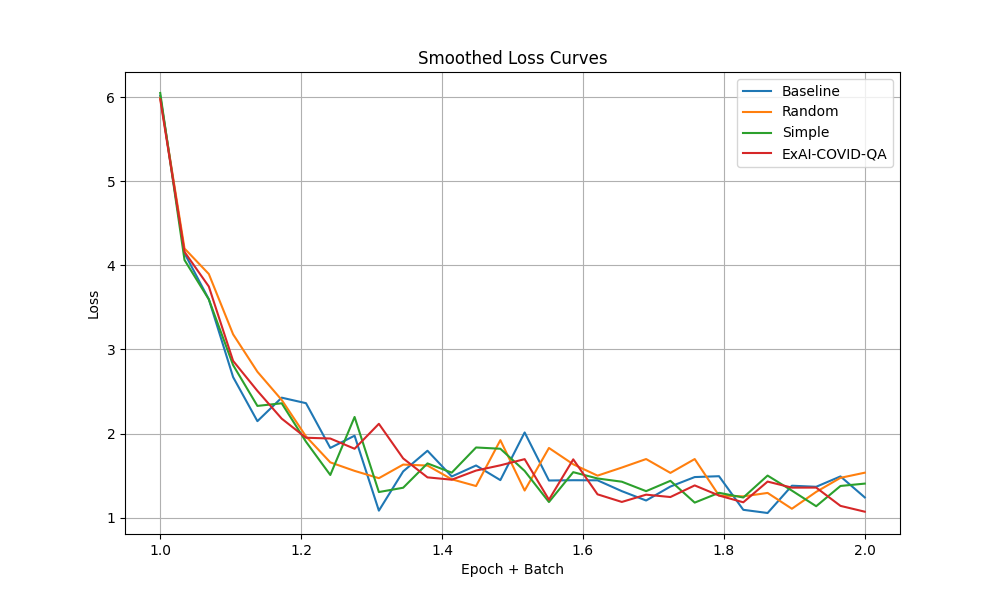 Smoothed Loss Curves
Baseline
Random
Simple
ExAI-COVID-QA
Loss
6
5
4
3
2
1
1.0 1.2 1.4 1.6 1.8 2.0
Epoch + Batch